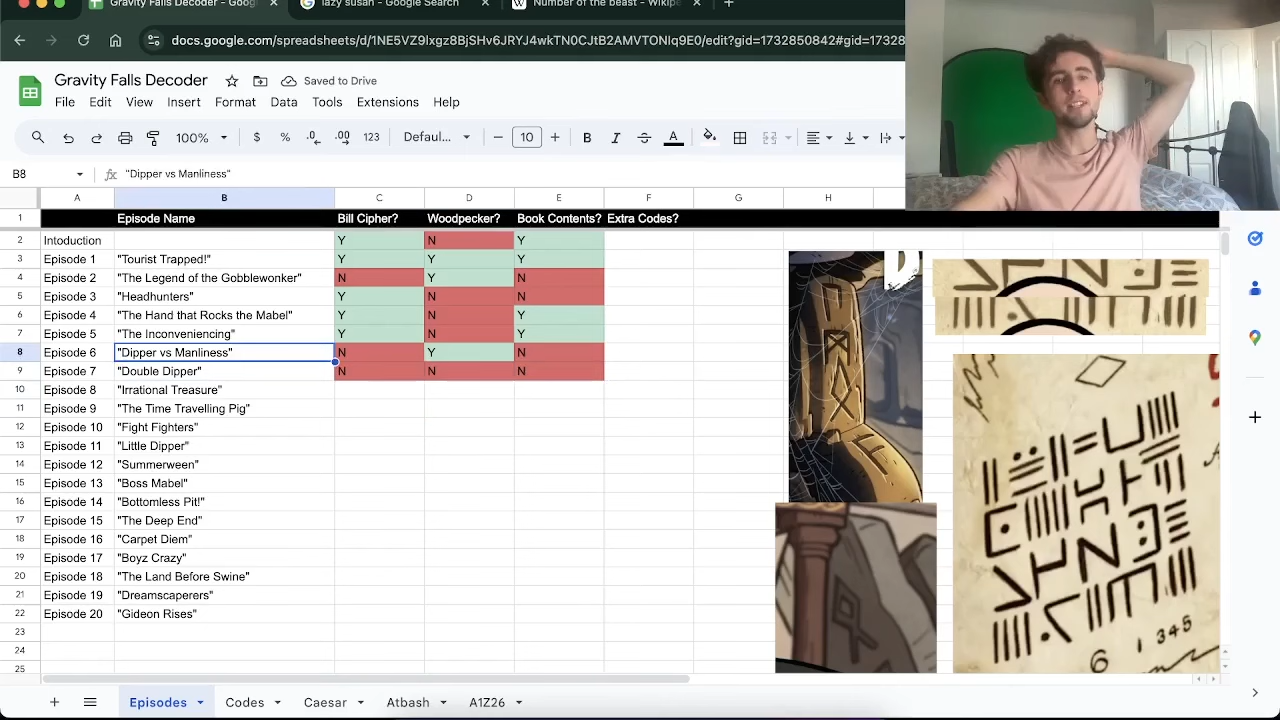 Gravity Falls Decoder - Goog
lazy susan - Google Search
Number of the beast - Wikipe
docs.google.com/spreadsheets/d/1NE5VZ9lxgz8BjSHv6JRYJ4wkTN0CJtB2AMVTONIq9E0/edit?gid=1732850842#gid=17328
Gravity Falls Decoder
Saved to Drive
File Edit View Insert Format Data Tools Extensions Help
100% $ % .0 .00 123 Defaul... 10 B I A
B8 fx "Dipper vs Manliness"
A B C D E F G H
1 Episode Name Bill Cipher? Woodpecker? Book Contents? Extra Codes?
2 Intoduction Y N Y
3 Episode 1 "Tourist Trapped!" Y Y Y
4 Episode 2 "The Legend of the Gobblewonker" N Y N
5 Episode 3 "Headhunters" Y N N
6 Episode 4 "The Hand that Rocks the Mabel" Y N Y
7 Episode 5 "The Inconveniencing" Y N Y
8 Episode 6 "Dipper vs Manliness" N Y N
9 Episode 7 "Double Dipper" N N N
10 Episode 8 "Irrational Treasure"
11 Episode 9 "The Time Travelling Pig"
12 Episode 10 "Fight Fighters"
13 Episode 11 "Little Dipper"
14 Episode 12 "Summerween"
15 Episode 13 "Boss Mabel"
16 Episode 14 "Bottomless Pit!"
17 Episode 15 "The Deep End"
18 Episode 16 "Carpet Diem"
19 Episode 17 "Boyz Crazy"
20 Episode 18 "The Land Before Swine"
21 Episode 19 "Dreamscaperers"
22 Episode 20 "Gideon Rises"
23
24
25
6 1 345
Episodes Codes Caesar Atbash A1Z26